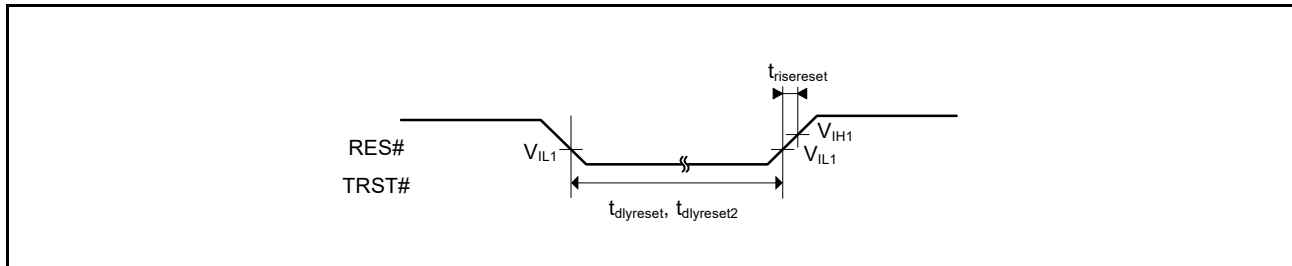 t_risereset
RES#
TRST#
V_IL1
V_IH1
V_IL1
t_dlyreset, t_dlyreset2